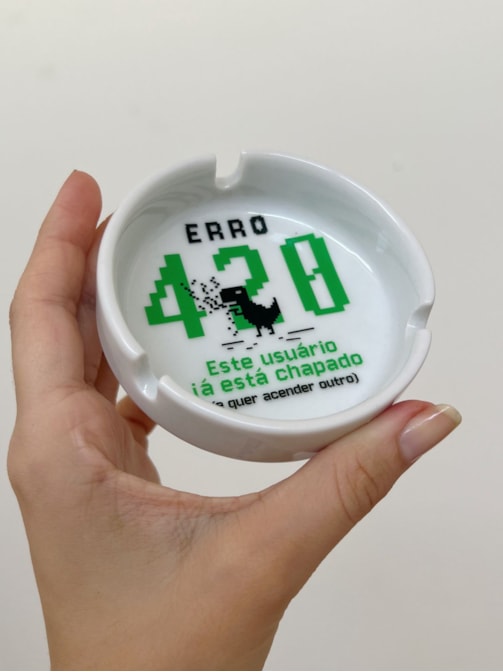 ERRO
420
Este usuário
já está chapado
quer acender outro)